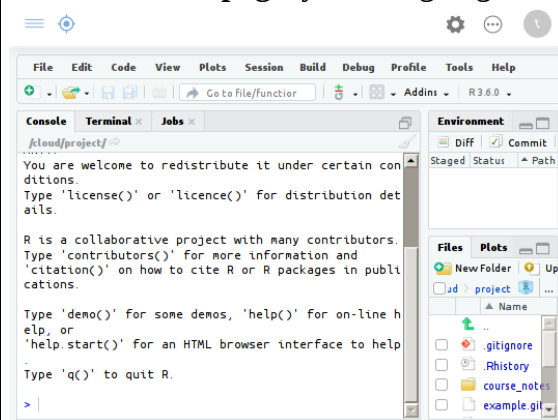 t
File Edit Code View Plots Session Build Debug Profile Tools Help
Go to file/function Addins R 3.6.0
Console Terminal × Jobs ×
/cloud/project/
You are welcome to redistribute it under certain con
ditions.
Type 'license()' or 'licence()' for distribution det
ails.
R is a collaborative project with many contributors.
Type 'contributors()' for more information and
'citation()' on how to cite R or R packages in publi
cations.
Type 'demo()' for some demos, 'help()' for on-line h
elp, or
'help.start()' for an HTML browser interface to help
.
Type 'q()' to quit R.
>
Environment
Diff Commit
Staged Status Path
Files Plots
New Folder Up
project ...
Name
..
.gitignore
.Rhistory
course_notes
example.git